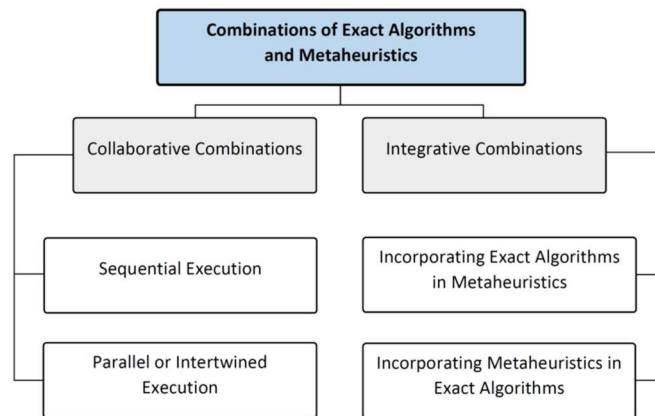 Combinations of Exact Algorithms
and Metaheuristics
Collaborative Combinations
Integrative Combinations
Sequential Execution
Incorporating Exact Algorithms
in Metaheuristics
Parallel or Intertwined
Execution
Incorporating Metaheuristics in
Exact Algorithms